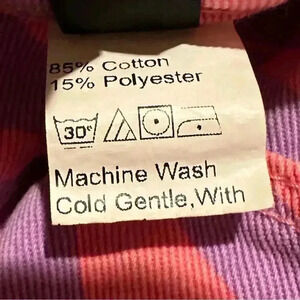 85% Cotton
15% Polyester
30°
Machine Wash
Cold Gentle,With